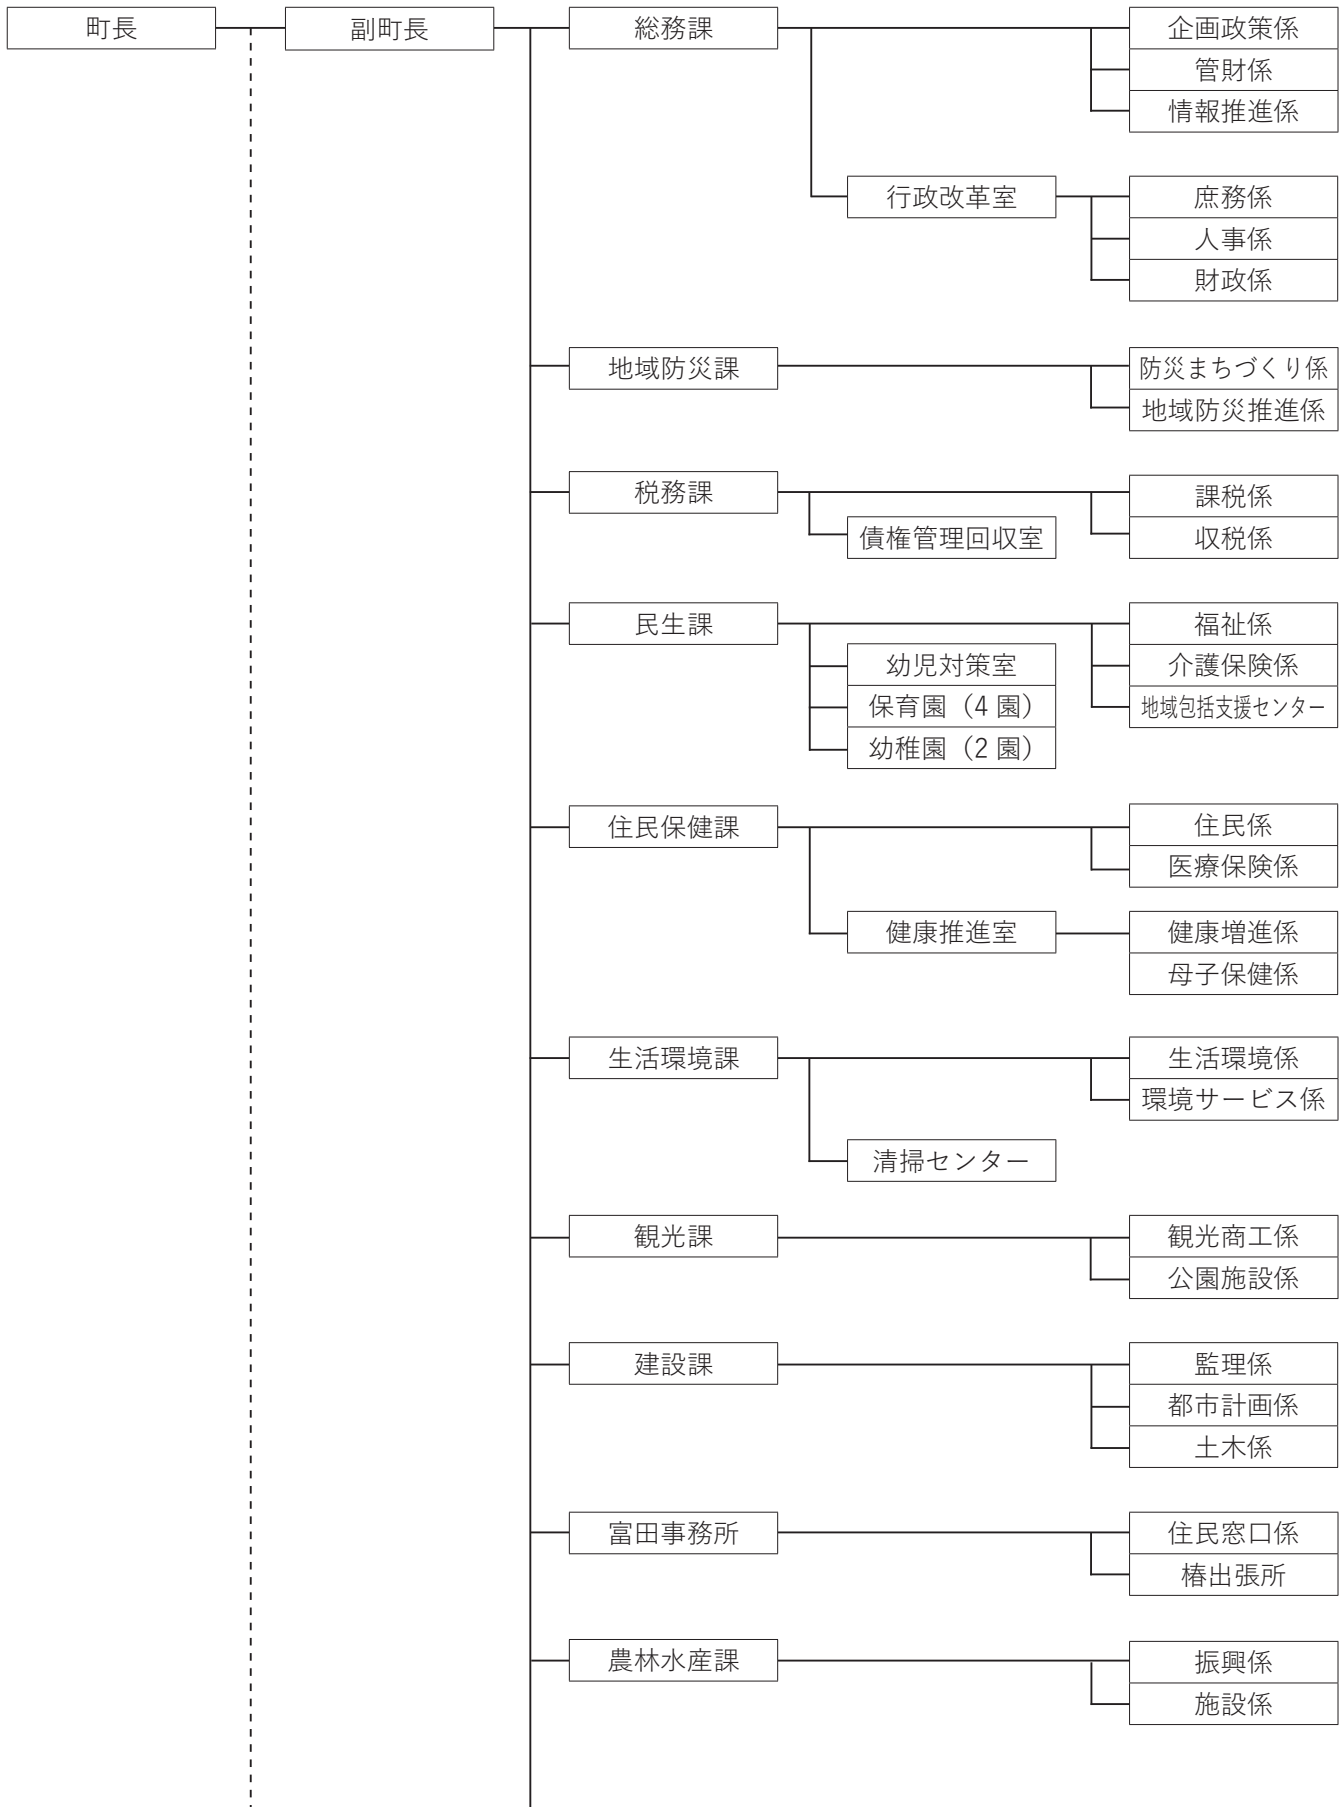 町長
副町長
総務課
企画政策係
管財係
情報推進係
行政改革室
庶務係
人事係
財政係
地域防災課
防災まちづくり係
地域防災推進係
税務課
課税係
債権管理回収室
収税係
民生課
福祉係
幼児対策室
介護保険係
保育園（4 園）
地域包括支援センター
幼稚園（2 園）
住民保健課
住民係
医療保険係
健康推進室
健康増進係
母子保健係
生活環境課
生活環境係
環境サービス係
清掃センター
観光課
観光商工係
公園施設係
建設課
監理係
都市計画係
土木係
富田事務所
住民窓口係
椿出張所
農林水産課
振興係
施設係